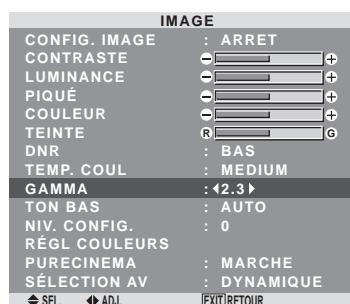 IMAGE
CONFIG. IMAGE : ARRET
CONTRASTE
LUMINANCE
PIQUÉ
COULEUR
TEINTE R G
DNR : BAS
TEMP. COUL : MEDIUM
GAMMA : 2.3
TON BAS : AUTO
NIV. CONFIG. : 0
RÉGL COULEURS
PURECINEMA : MARCHE
SÉLECTION AV : DYNAMIQUE
SEL. ADJ. EXIT RETOUR